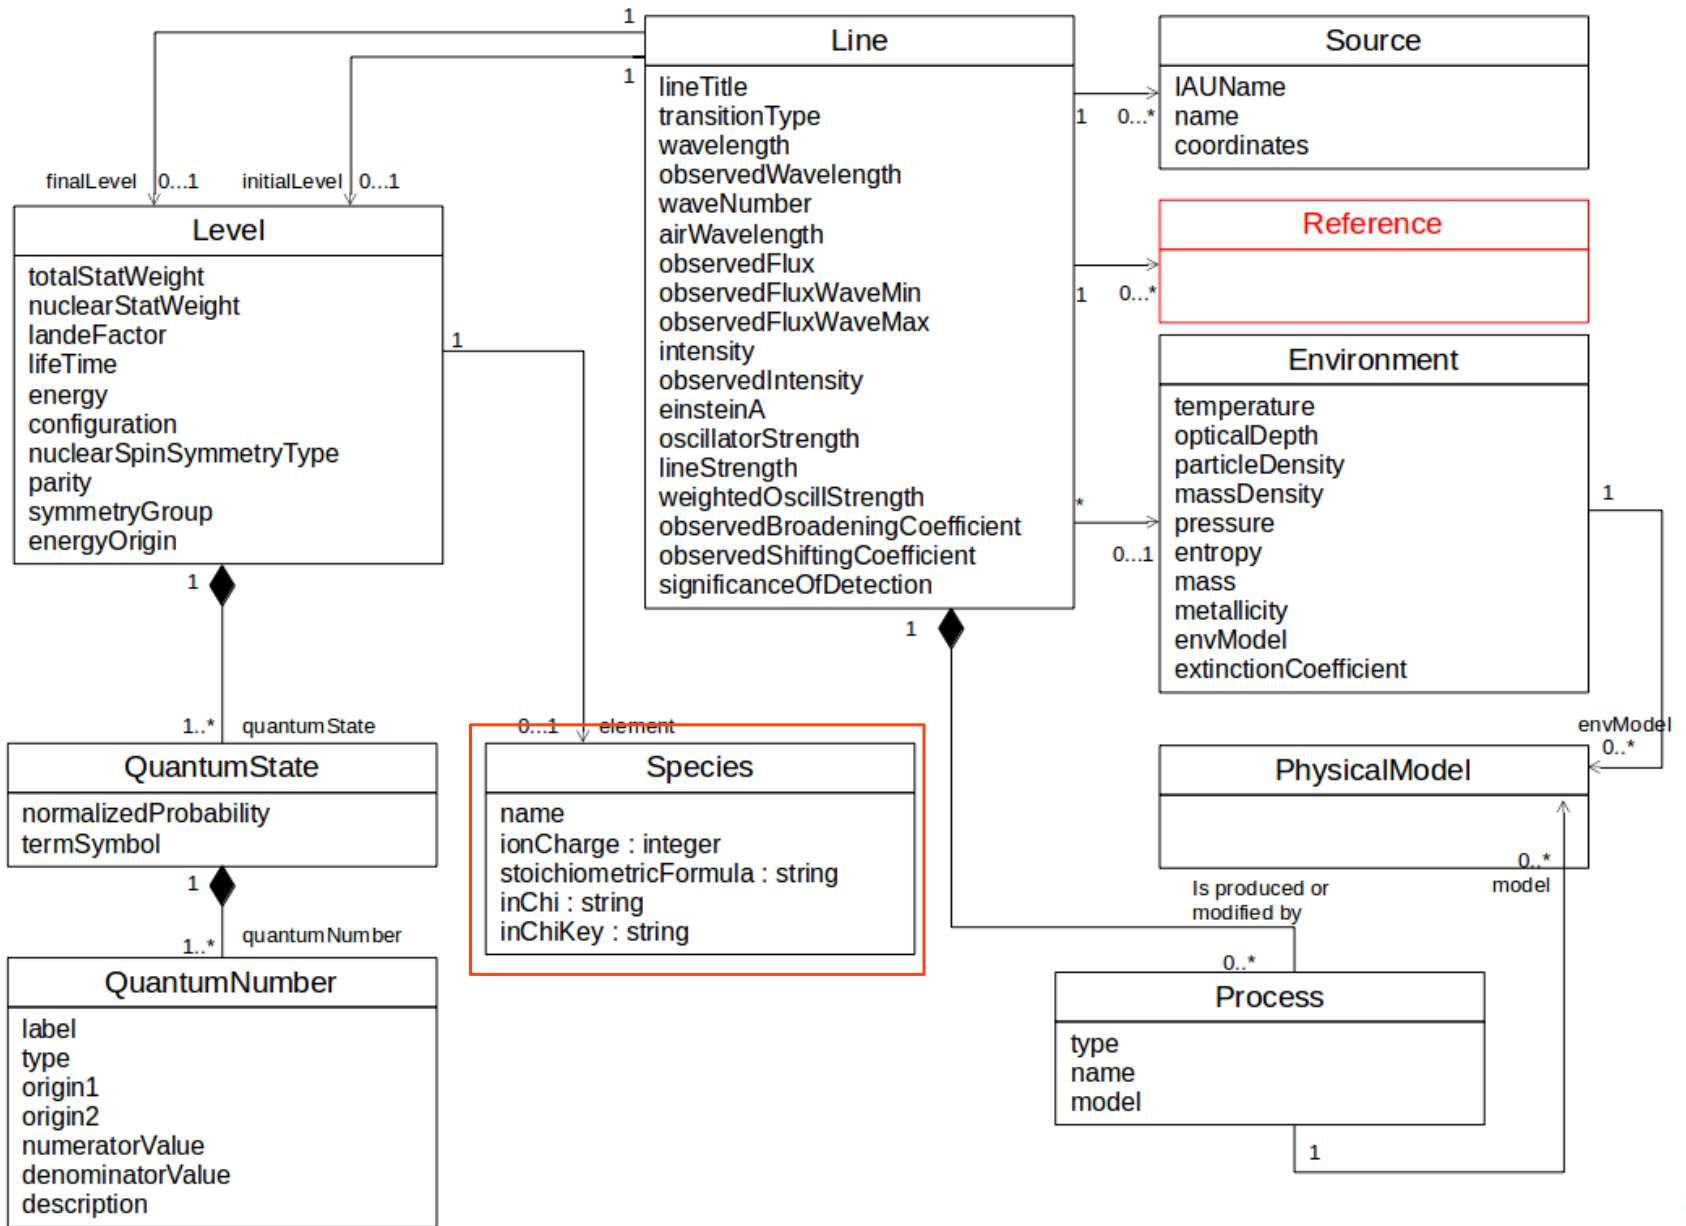 1
Line
lineTitle
transitionType
wavelength
observedWavelength
waveNumber
airWavelength
observedFlux
observedFluxWaveMin
observedFluxWaveMax
intensity
observedIntensity
einsteinA
oscillatorStrength
lineStrength
weightedOscillStrength
observedBroadeningCoefficient
observedShiftingCoefficient
significanceOfDetection
1
Source
IAUName
name
coordinates
1 0...*
Reference
1 0...*
Environment
temperature
opticalDepth
particleDensity
massDensity
pressure
entropy
mass
metallicity
envModel
extinctionCoefficient
*
0...1
1
envModel
0..*
PhysicalModel
0..*
model
finalLevel 0...1 initialLevel 0...1
Level
totalStatWeight
nuclearStatWeight
landeFactor
lifeTime
energy
configuration
nuclearSpinSymmetryType
parity
symmetryGroup
energyOrigin
1
1
1..* quantumState
QuantumState
normalizedProbability
termSymbol
1
1..* quantumNumber
QuantumNumber
label
type
origin1
origin2
numeratorValue
denominatorValue
description
0...1 element
Species
name
ionCharge : integer
stoichiometricFormula : string
inChi : string
inChiKey : string
1
Is produced or
modified by
0..*
Process
type
name
model
1